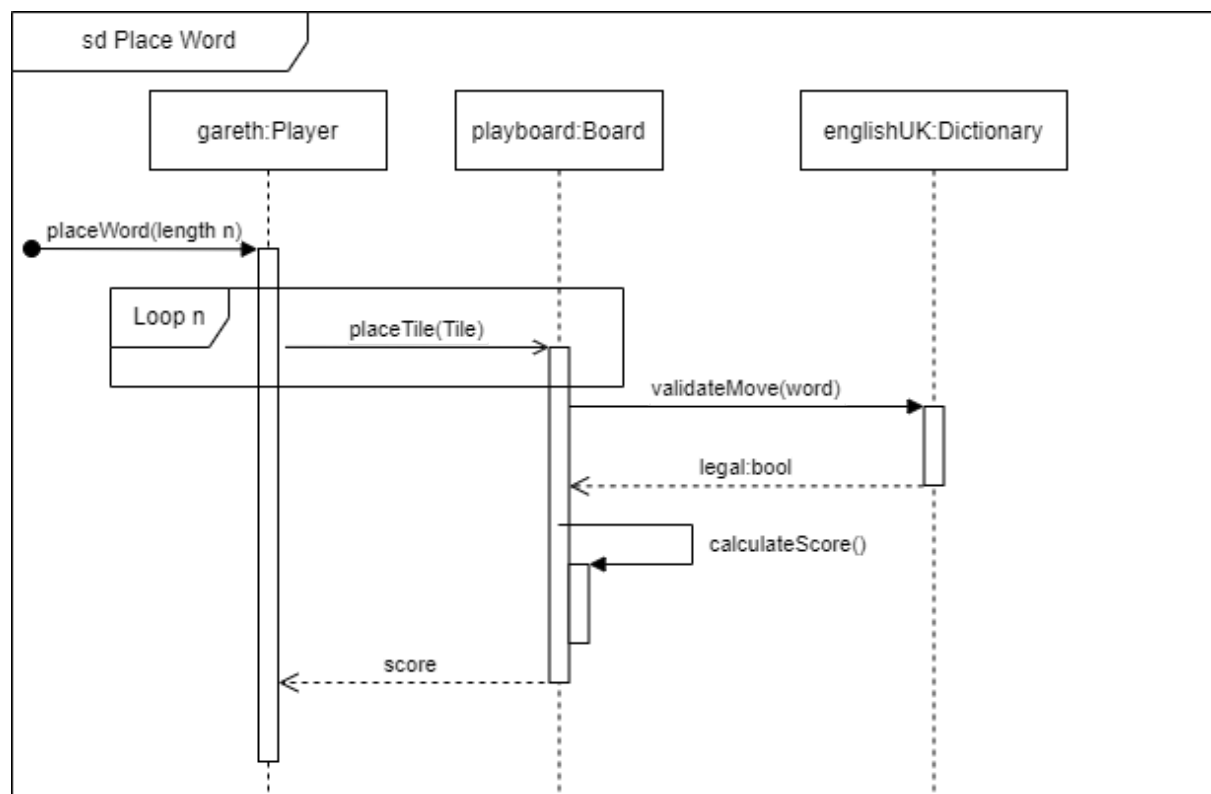 sd Place Word
gareth:Player
playboard:Board
englishUK:Dictionary
placeWord(length n)
Loop n
placeTile(Tile)
validateMove(word)
legal:bool
calculateScore()
score